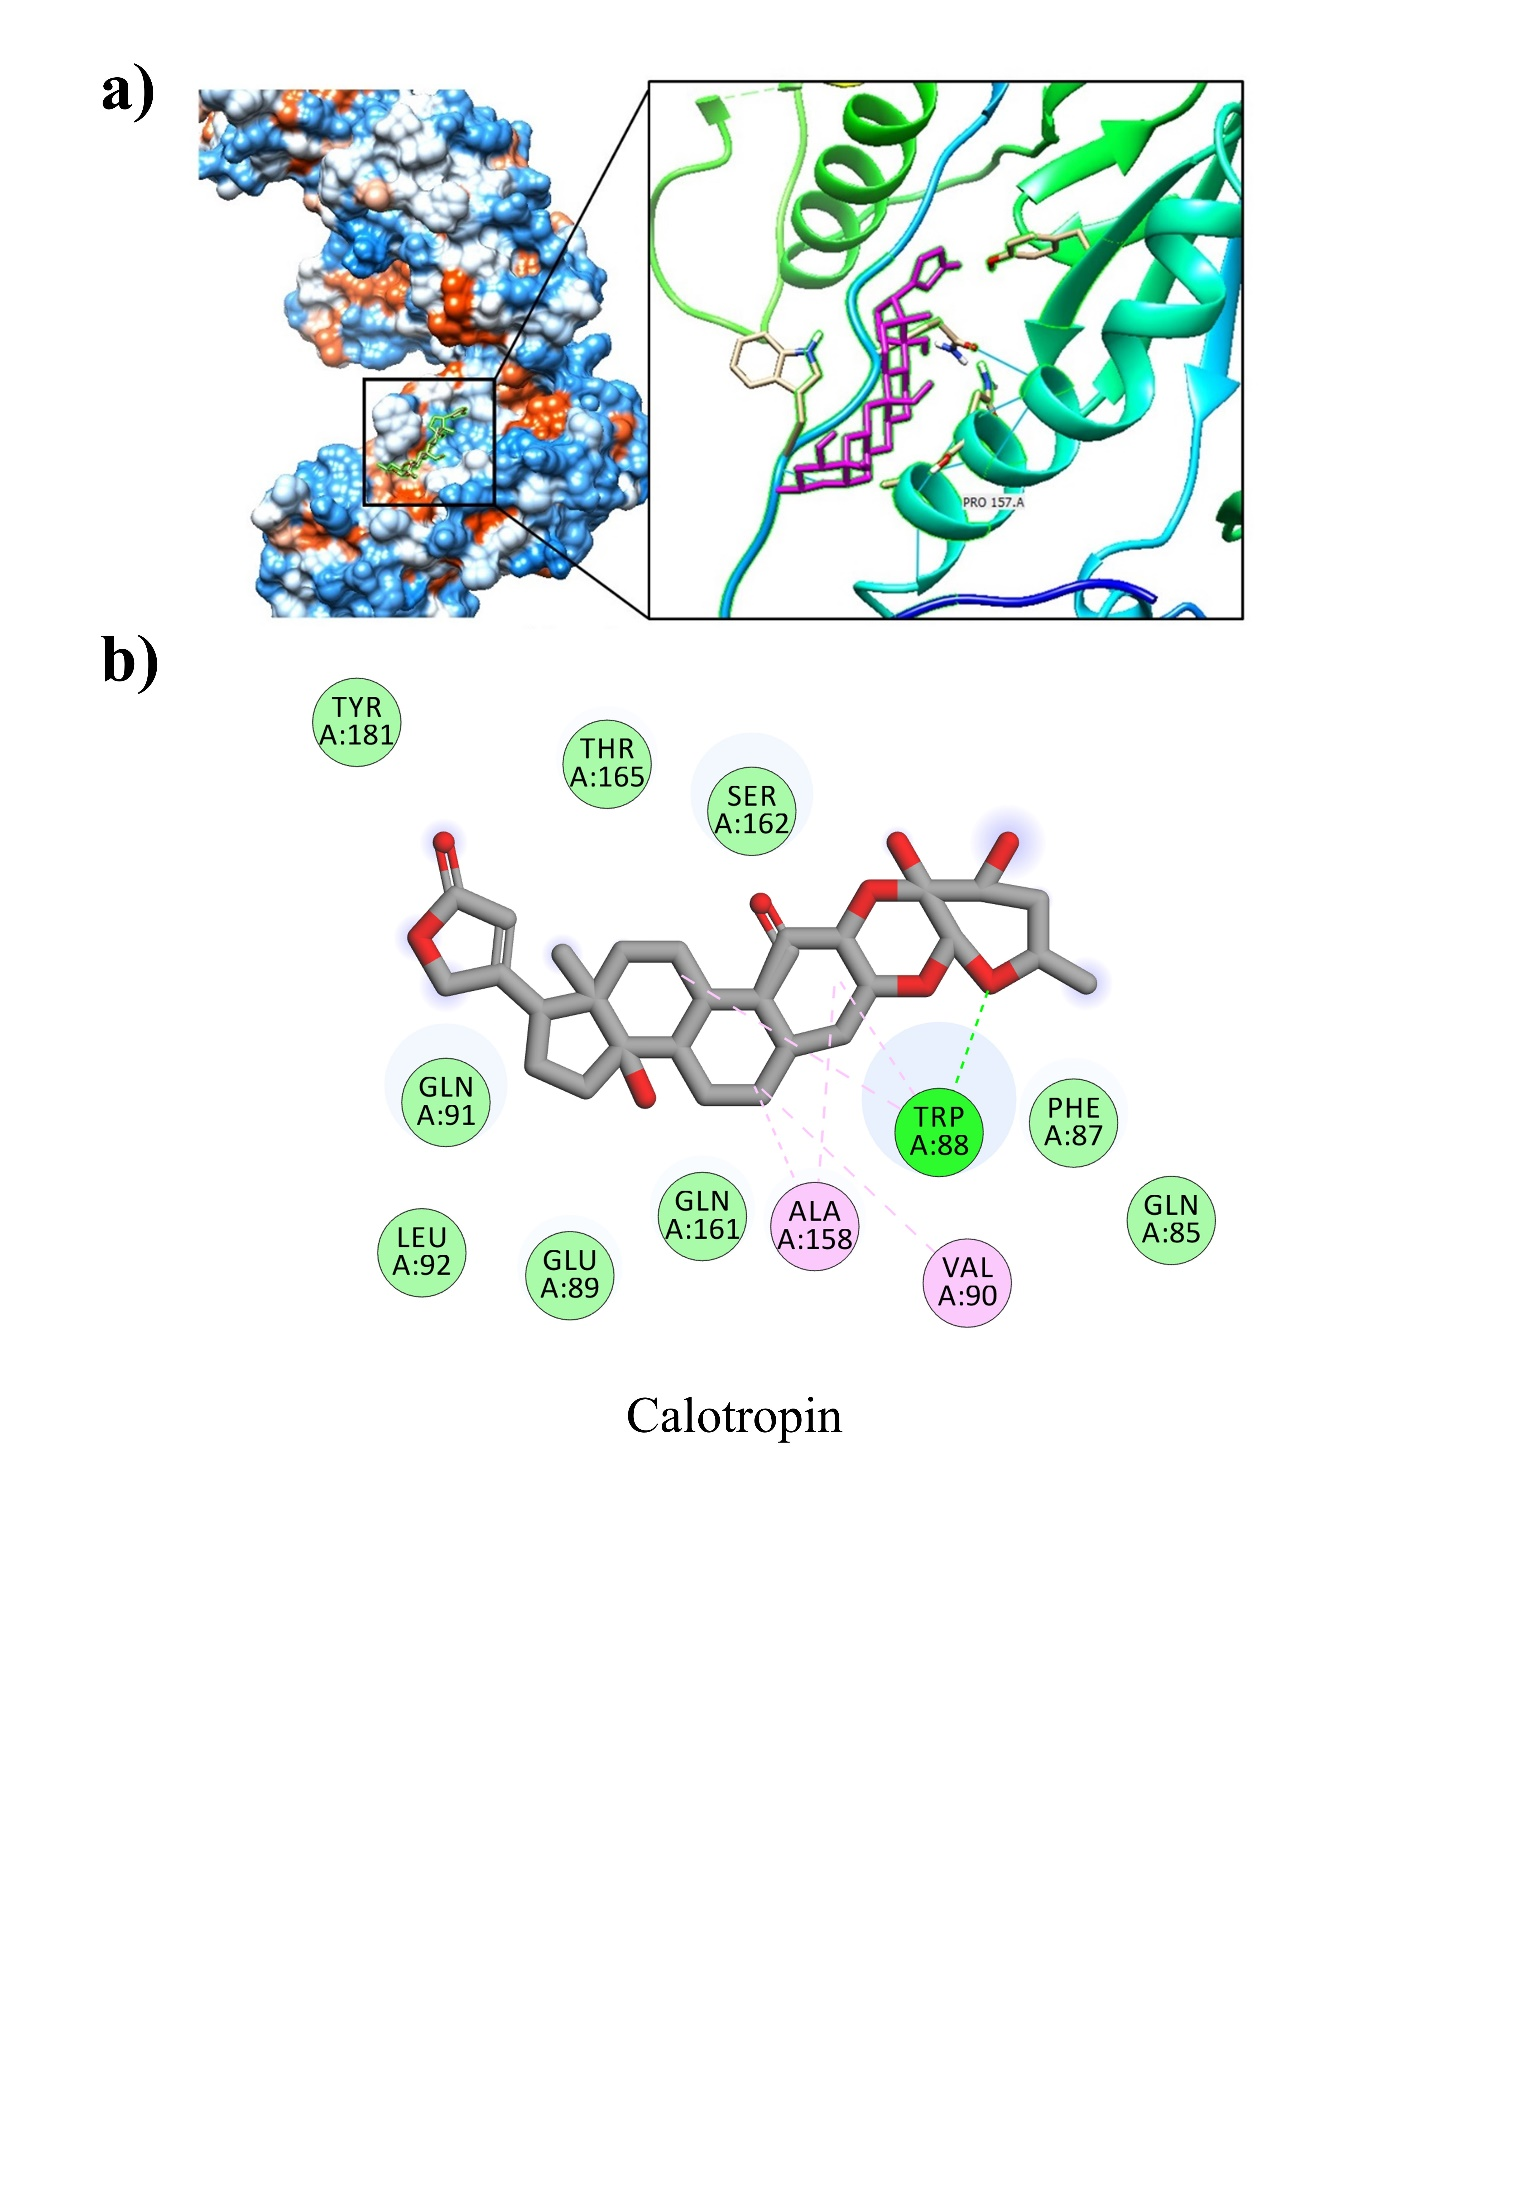 a)
PRO 157.A
b)
TYR
A:181
THR
A:165
SER
A:162
GLN
A:91
TRP
A:88
PHE
A:87
GLN
A:161
ALA
A:158
GLN
A:85
LEU
A:92
GLU
A:89
VAL
A:90
Calotropin